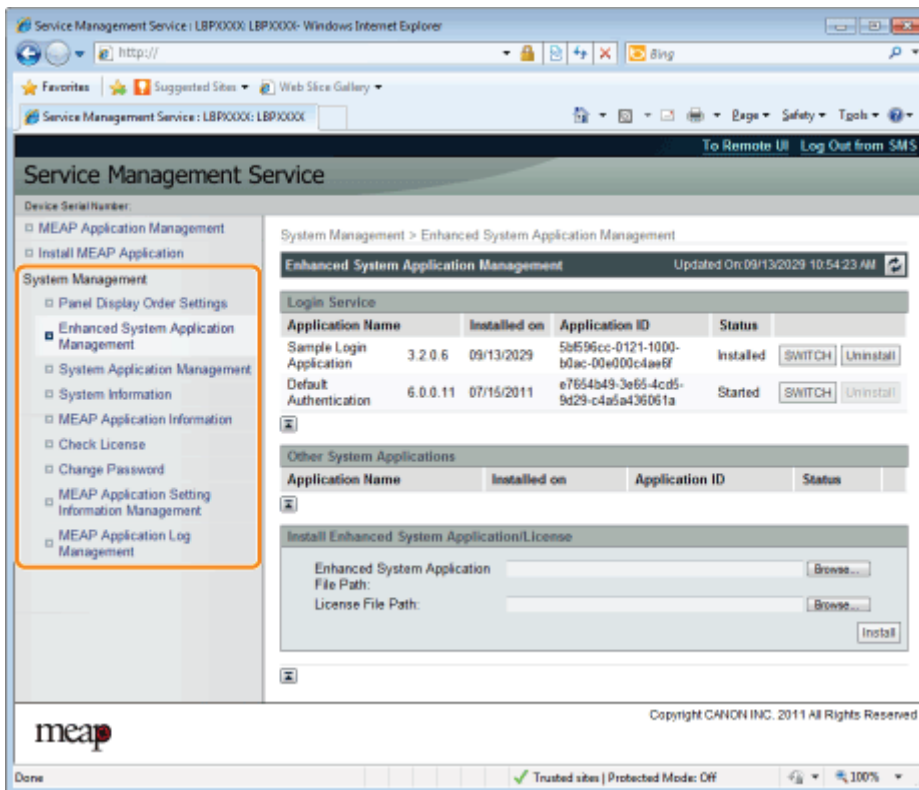 Service Management Service : LBPXXXX: LBPXXXX- Windows Internet Explorer
http://
Bing
Favorites Suggested Sites Web Slice Gallery
Service Management Service : LBPXXXX: LBPXXXX
Page Safety Tools
To Remote UI Log Out from SMS
Service Management Service
Device Serial Number:
MEAP Application Management
Install MEAP Application
System Management
Panel Display Order Settings
Enhanced System Application
Management
System Application Management
System Information
MEAP Application Information
Check License
Change Password
MEAP Application Setting
Information Management
MEAP Application Log
Management
System Management > Enhanced System Application Management
Enhanced System Application Management Updated On:09/13/2029 10:54:23 AM
Login Service
Application Name Installed on Application ID Status
Sample Login
Application 3.2.0.6 09/13/2029 5bf596cc-0121-1000-
b0ac-00e000c4ae6f Installed SWITCH Uninstall
Default
Authentication 6.0.0.11 07/15/2011 e7654b49-3e65-4cd5-
9d29-c4a5a436061a Started SWITCH Uninstall
Other System Applications
Application Name Installed on Application ID Status
Install Enhanced System Application/License
Enhanced System Application
File Path: Browse...
License File Path: Browse...
Install
meap
Copyright CANON INC. 2011 All Rights Reserved
Done Trusted sites | Protected Mode: Off 100%